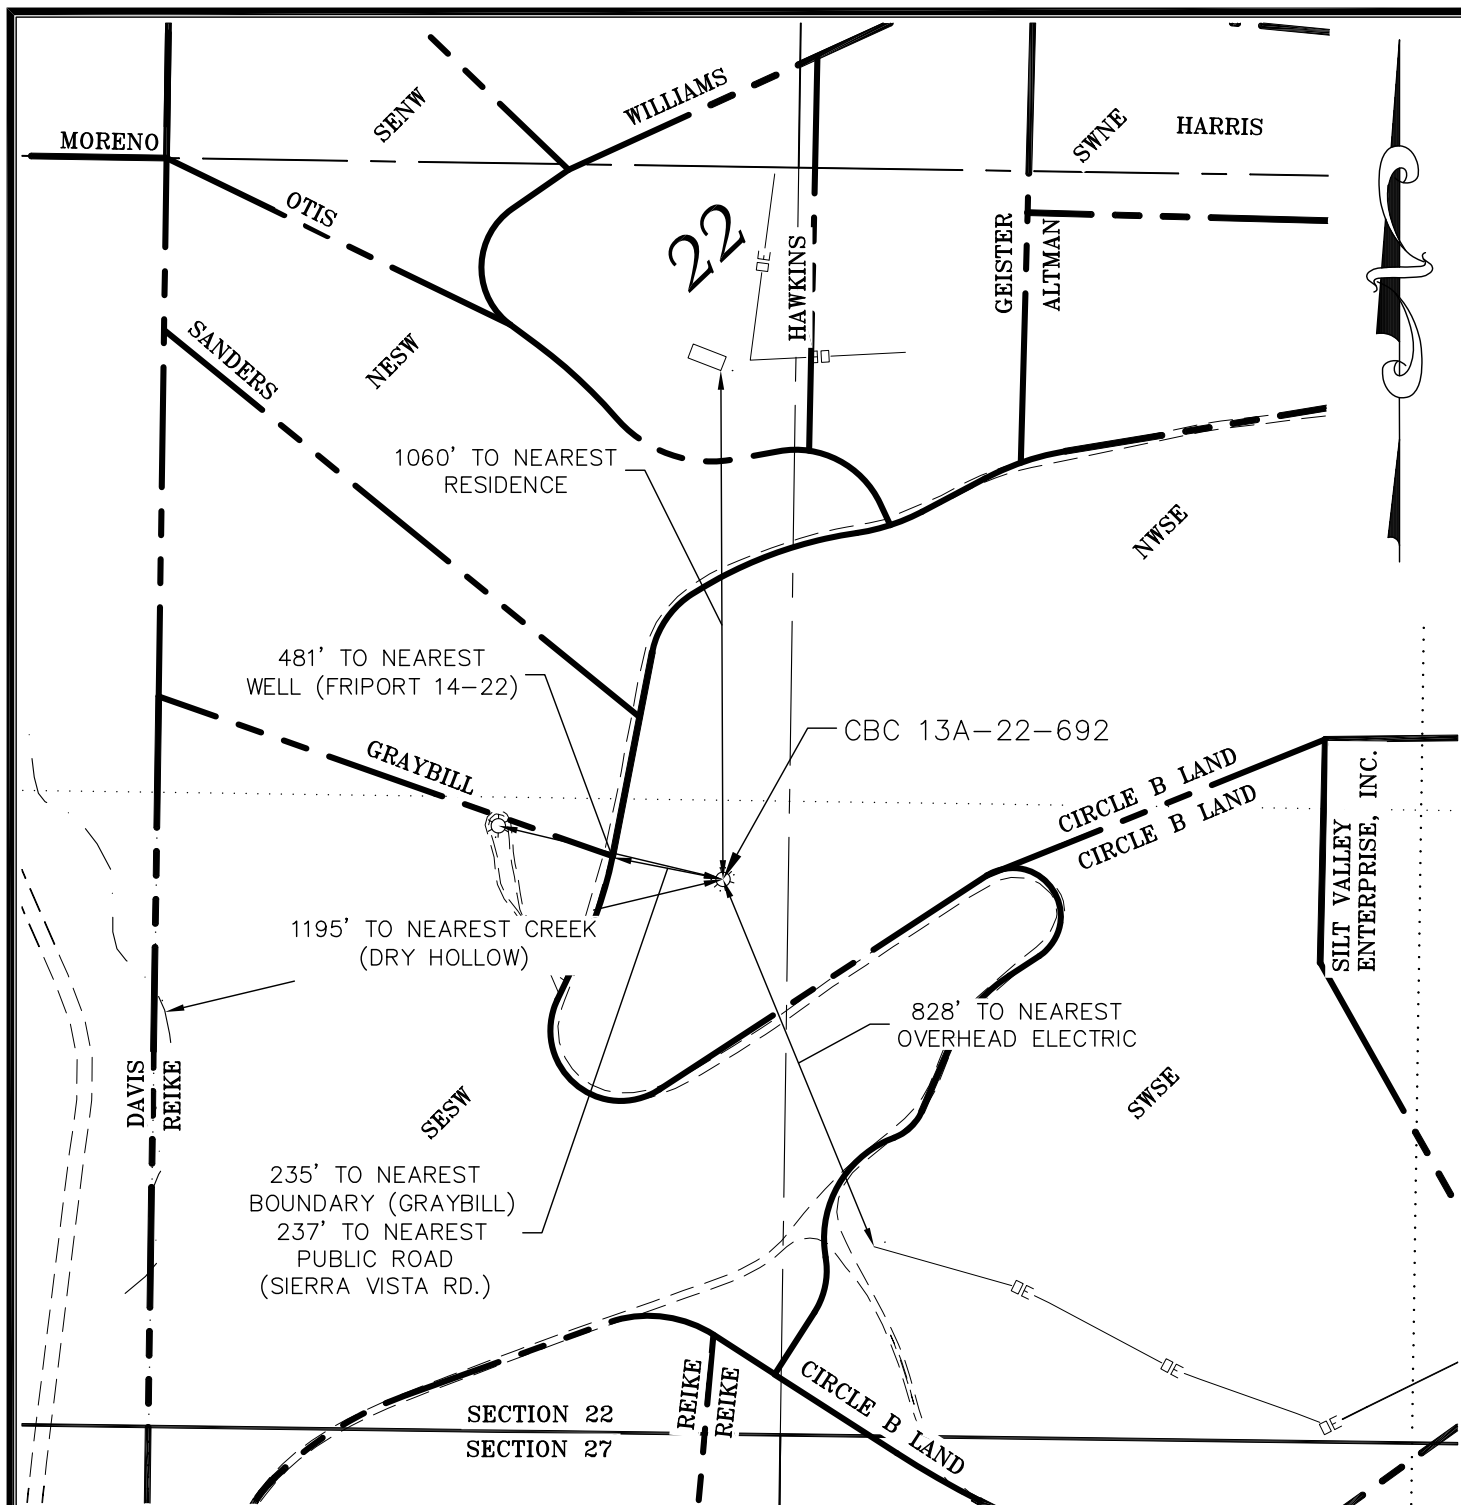 MORENO
SENW
WILLIAMS
SWNE
HARRIS
OTIS
22
HAWKINS
GEISTER
ALTMAN
SANDERS
NESW
1060' TO NEAREST
RESIDENCE
NWSE
481' TO NEAREST
WELL (FRIPORT 14-22)
CBC 13A-22-692
GRAYBILL
CIRCLE B LAND
CIRCLE B LAND
SILT VALLEY
ENTERPRISE, INC.
1195' TO NEAREST CREEK
(DRY HOLLOW)
828' TO NEAREST
OVERHEAD ELECTRIC
DAVIS
REIKE
SESW
SWSE
235' TO NEAREST
BOUNDARY (GRAYBILL)
237' TO NEAREST
PUBLIC ROAD
(SIERRA VISTA RD.)
REIKE
REIKE
CIRCLE B LAND
SECTION 22
SECTION 27